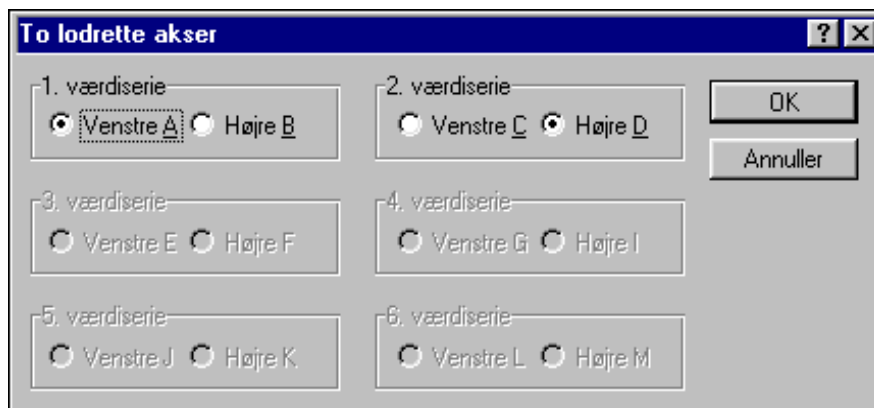 To lodrette akser
1. værdiserie
Venstre A Højre B
2. værdiserie
Venstre C Højre D
OK
Annuller
3. værdiserie
Venstre E Højre F
4. værdiserie
Venstre G Højre I
5. værdiserie
Venstre J Højre K
6. værdiserie
Venstre L Højre M